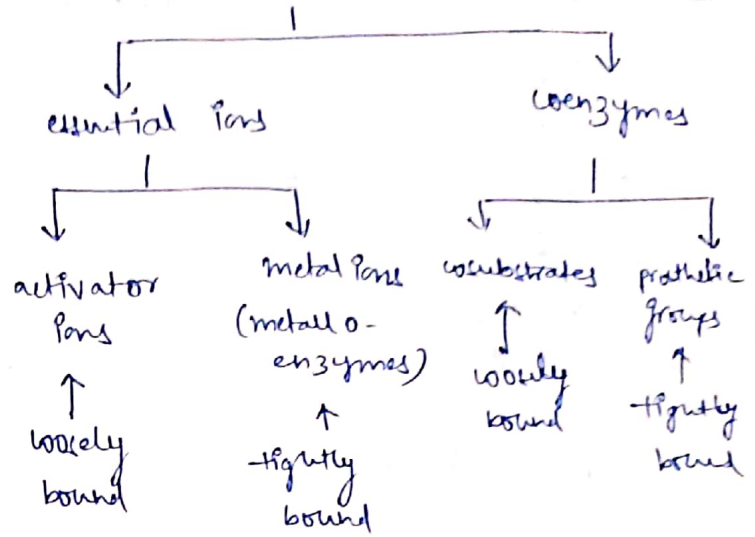 essential ions
coenzymes
activator
ions
metal ions
(metallo-
enzymes)
cosubstrates
prosthetic
groups
loosely
bound
tightly
bound
loosely
bound
tightly
bound